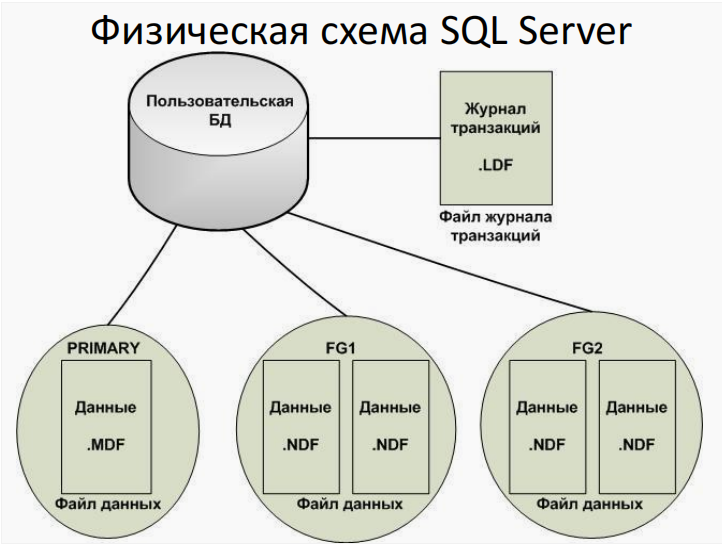 Физическая схема SQL Server
Пользовательская
БД
Журнал
транзакций
.LDF
Файл журнала
транзакций
PRIMARY
Данные
.MDF
Файл данных
FG1
Данные
.NDF
Данные
.NDF
Файл данных
FG2
Данные
.NDF
Данные
.NDF
Файл данных